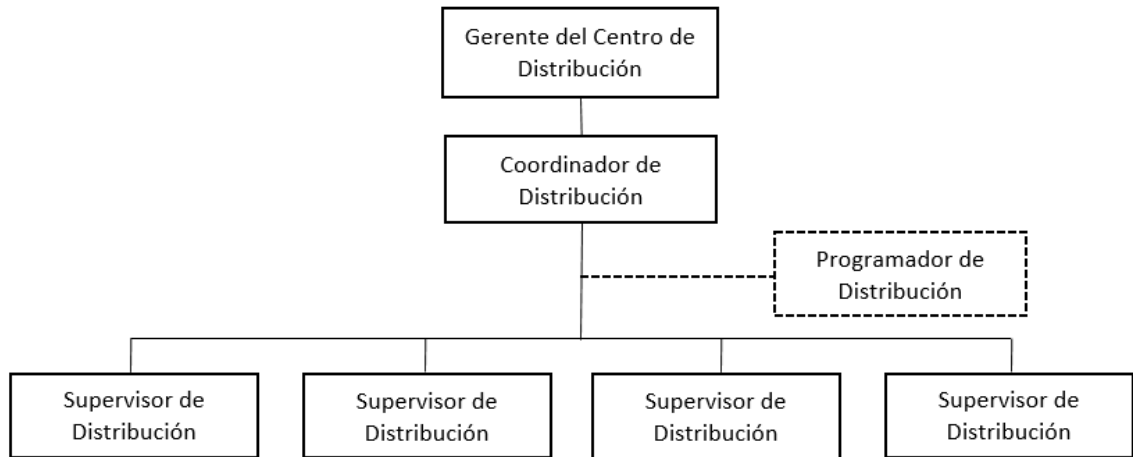 Gerente del Centro de
Distribución
Coordinador de
Distribución
Programador de
Distribución
Supervisor de
Distribución
Supervisor de
Distribución
Supervisor de
Distribución
Supervisor de
Distribución